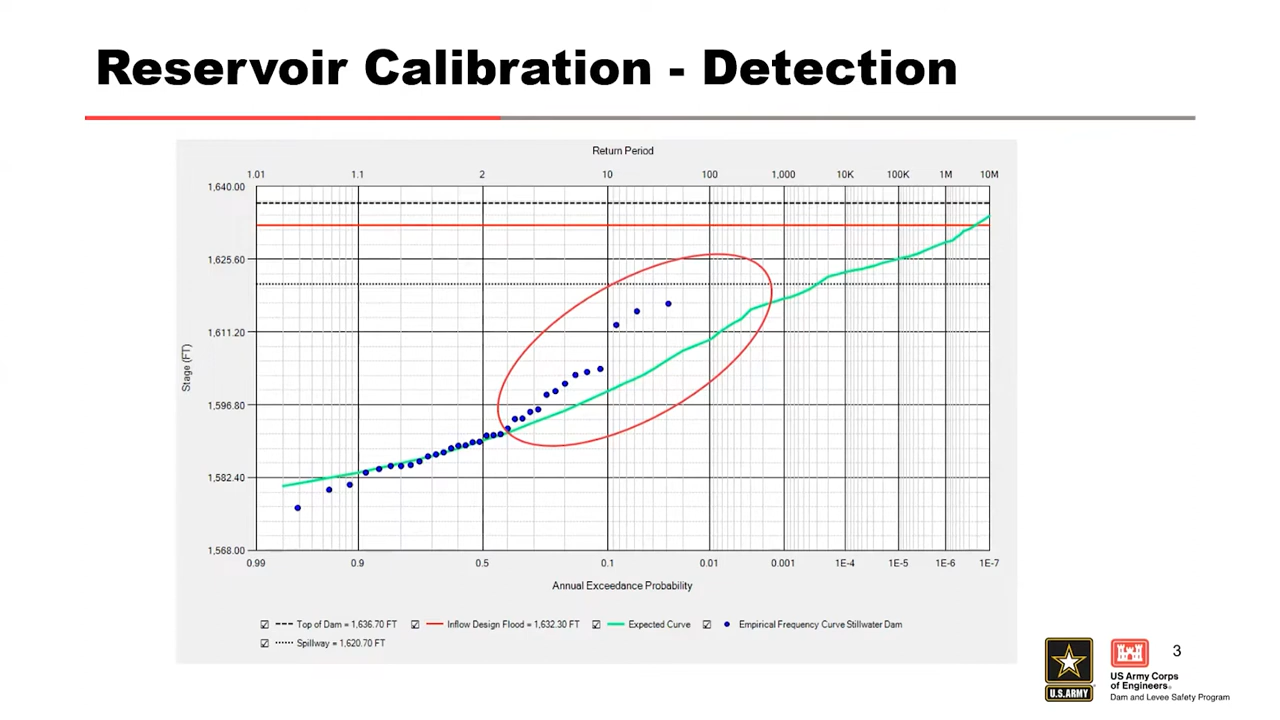 Reservoir Calibration - Detection
Return Period
1.01 1.1 2 10 100 1,000 10K 100K 1M 10M
1,640.00
1,625.60
1,611.20
Stage (FT)
1,596.80
1,582.40
1,568.00
0.99 0.9 0.5 0.1 0.01 0.001 1E-4 1E-5 1E-6 1E-7
Annual Exceedance Probability
Top of Dam = 1,636.70 FT Inflow Design Flood = 1,632.30 FT Expected Curve Empirical Frequency Curve Stillwater Dam
Spillway = 1,620.70 FT
3
U.S.ARMY
US Army Corps
of Engineers®
Dam and Levee Safety Program